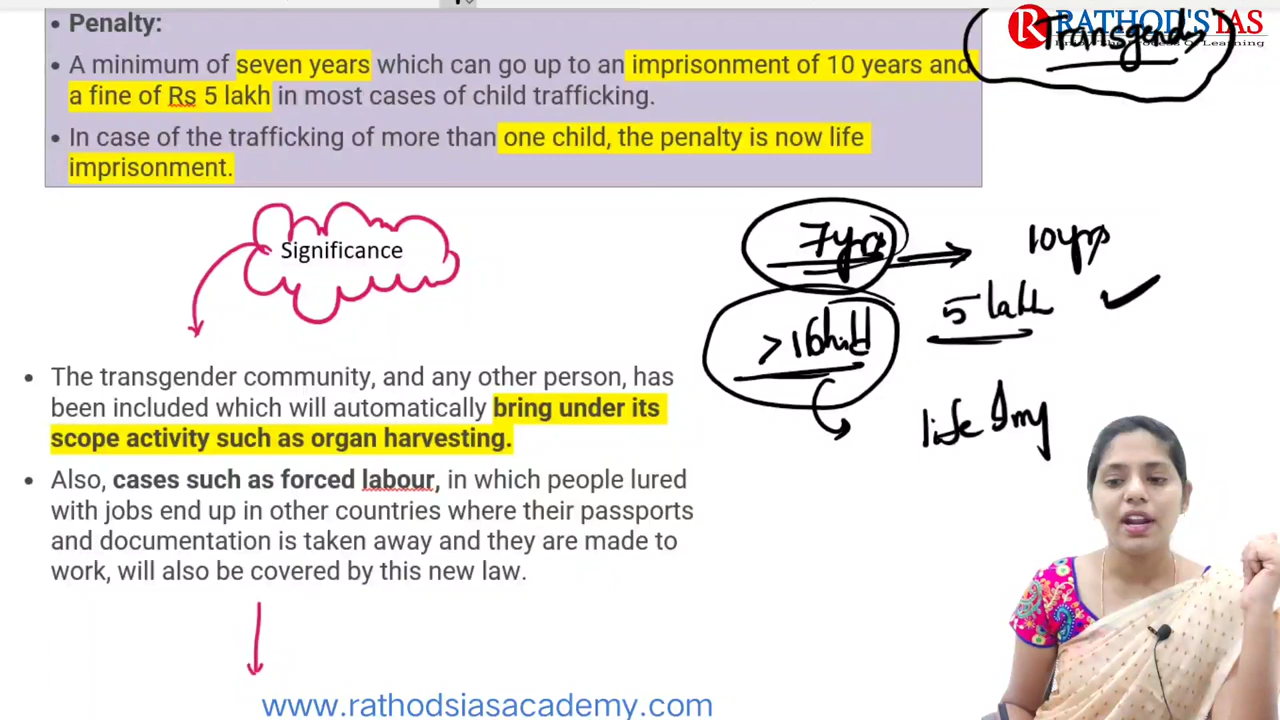 • Penalty:
RATHOD'S IAS
Transgenders
• A minimum of seven years which can go up to an imprisonment of 10 years and
a fine of Rs 5 lakh in most cases of child trafficking.
• In case of the trafficking of more than one child, the penalty is now life
imprisonment.
Significance
7yrs
10yrs
5 lakh
>1 child
life Imp
• The transgender community, and any other person, has
been included which will automatically bring under its
scope activity such as organ harvesting.
• Also, cases such as forced labour, in which people lured
with jobs end up in other countries where their passports
and documentation is taken away and they are made to
work, will also be covered by this new law.
www.rathodsiasacademy.com